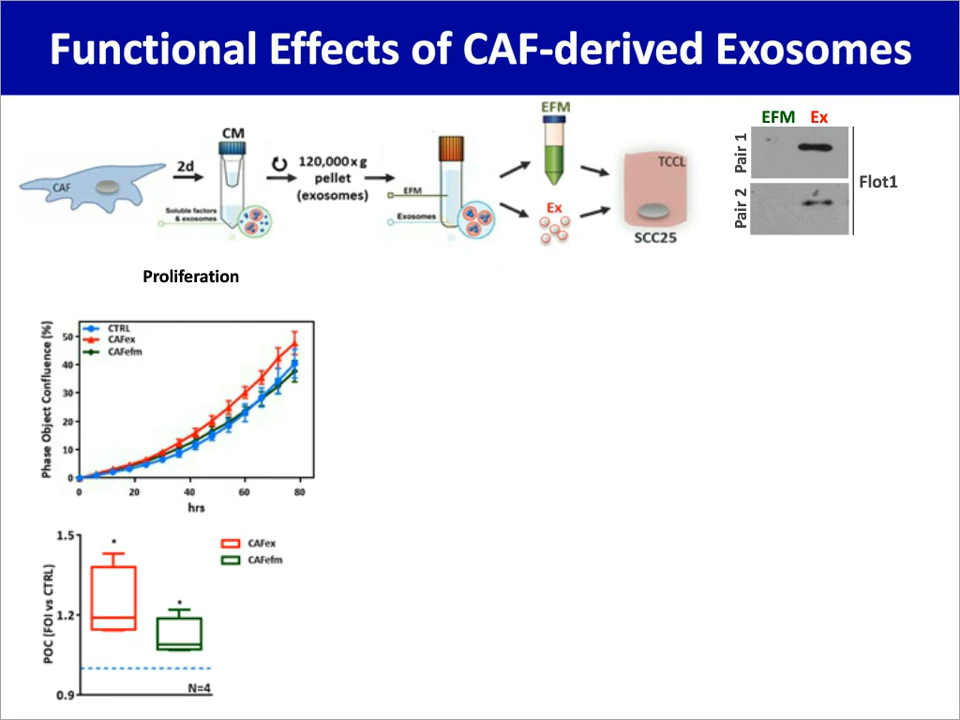 Functional Effects of CAF-derived Exosomes
CAF
2d
CM
Soluble factors
& exosomes
120,000 x g
pellet
(exosomes)
EFM
Exosomes
EFM
Ex
TCCL
SCC25
EFM Ex
Pair 1
Pair 2
Flot1
Proliferation
Phase Object Confluence (%)
50
40
30
20
10
0
CTRL
CAFex
CAFefm
0 20 40 60 80
hrs
POC (FOI vs CTRL)
1.5
1.2
0.9
*
*
N=4
CAFex
CAFefm